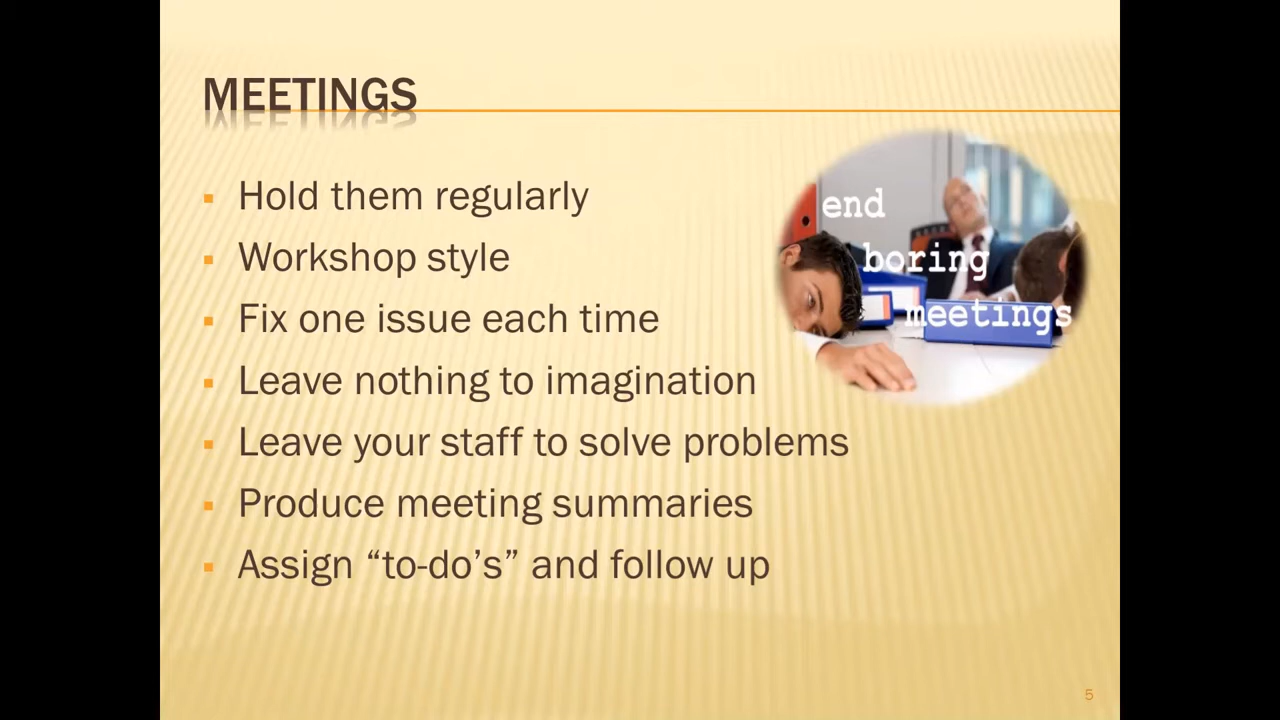 MEETINGS
Hold them regularly
Workshop style
Fix one issue each time
Leave nothing to imagination
Leave your staff to solve problems
Produce meeting summaries
Assign “to-do’s” and follow up
end
boring
meetings
5